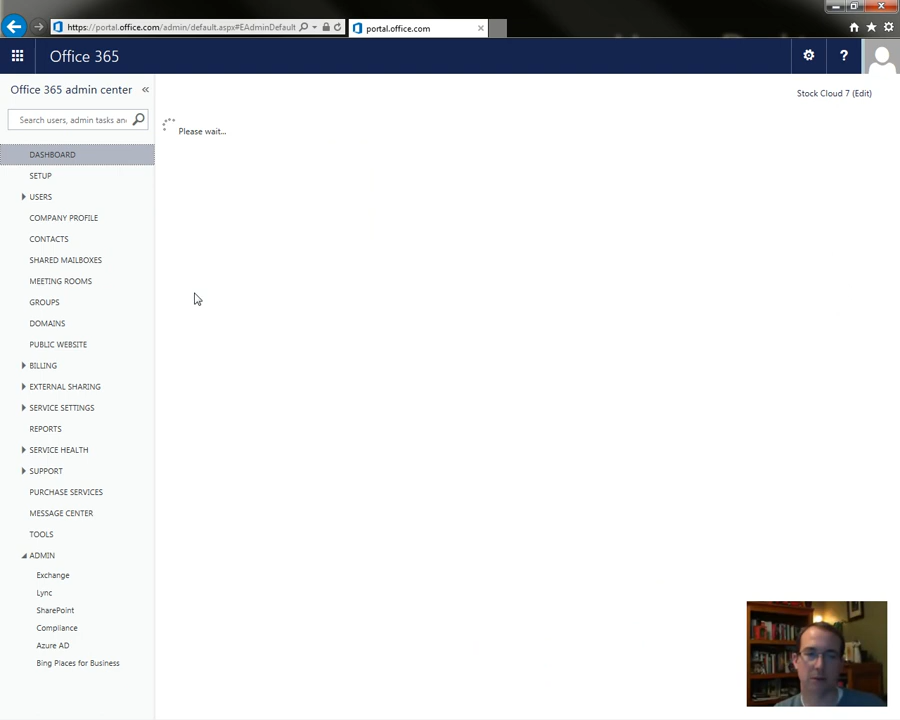 https://portal.office.com/admin/default.aspx#EAdminDefault
portal.office.com
Office 365
?
Office 365 admin center
«
Stock Cloud 7 (Edit)
Search users, admin tasks an
Please wait...
DASHBOARD
SETUP
USERS
COMPANY PROFILE
CONTACTS
SHARED MAILBOXES
MEETING ROOMS
GROUPS
DOMAINS
PUBLIC WEBSITE
BILLING
EXTERNAL SHARING
SERVICE SETTINGS
REPORTS
SERVICE HEALTH
SUPPORT
PURCHASE SERVICES
MESSAGE CENTER
TOOLS
ADMIN
Exchange
Lync
SharePoint
Compliance
Azure AD
Bing Places for Business